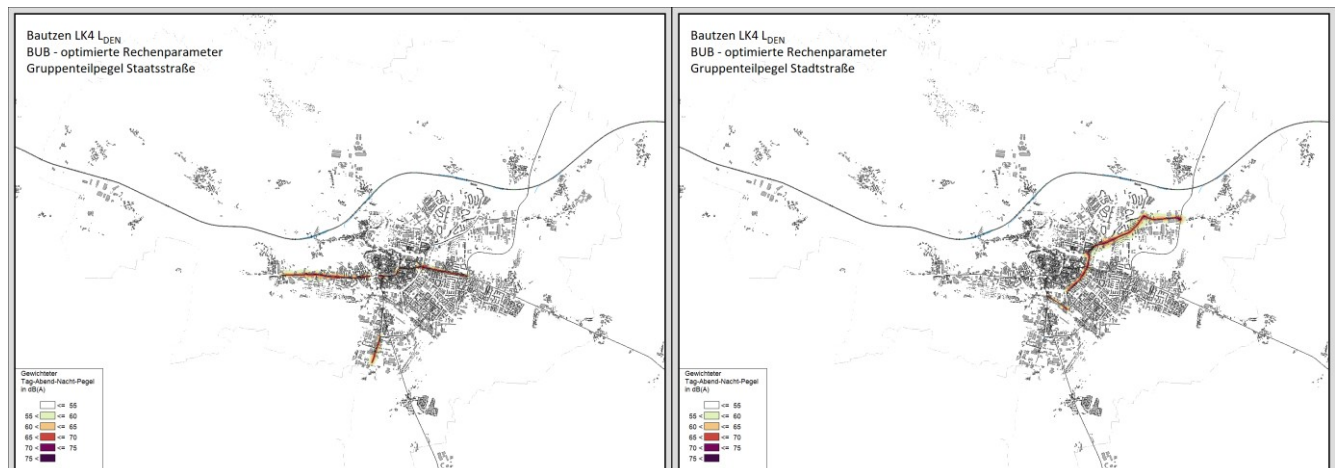 Bautzen LK4 L_DEN
BUB - optimierte Rechenparameter
Gruppenteilpegel Staatsstraße
Gewichteter
Tag-Abend-Nacht-Pegel
in dB(A)
<= 55
55 < <= 60
60 < <= 65
65 < <= 70
70 < <= 75
75 <
Bautzen LK4 L_DEN
BUB - optimierte Rechenparameter
Gruppenteilpegel Stadtstraße
Gewichteter
Tag-Abend-Nacht-Pegel
in dB(A)
<= 55
55 < <= 60
60 < <= 65
65 < <= 70
70 < <= 75
75 <